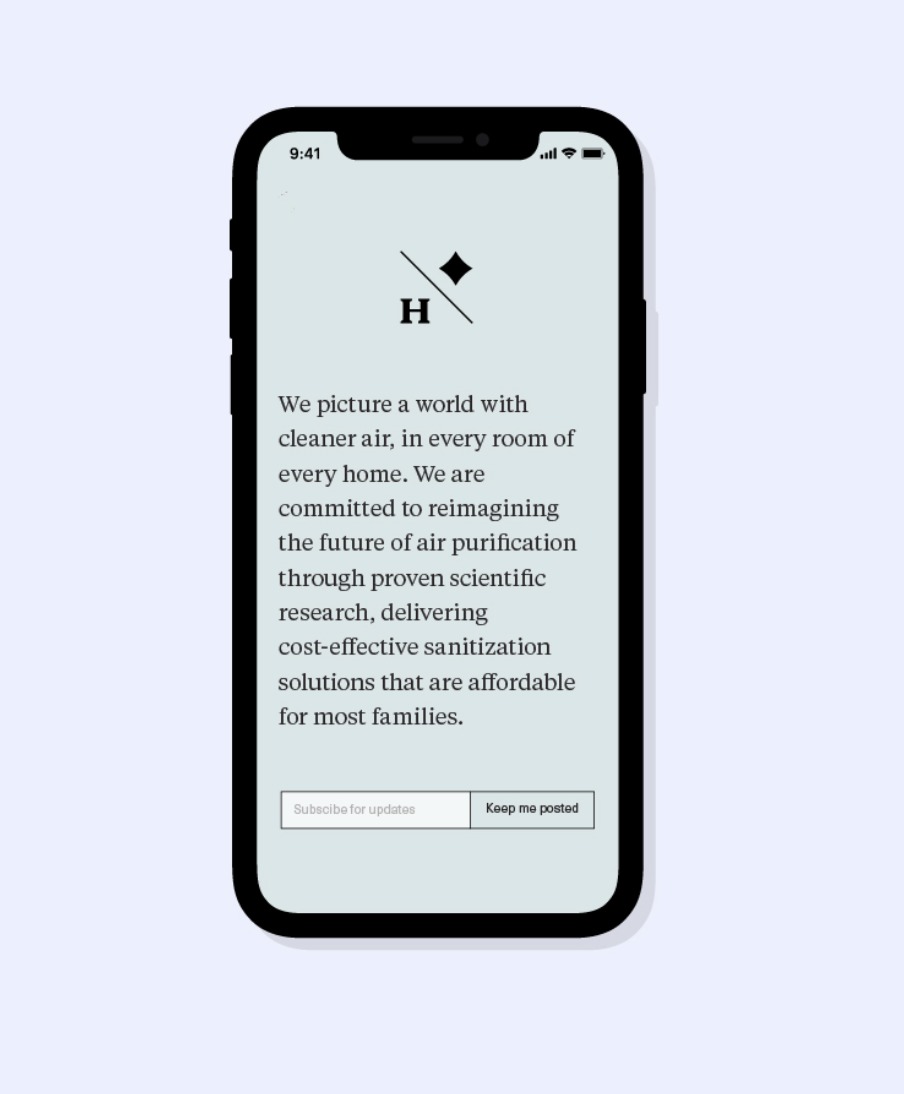 9:41
H
We picture a world with
cleaner air, in every room of
every home. We are
committed to reimagining
the future of air purification
through proven scientific
research, delivering
cost-effective sanitization
solutions that are affordable
for most families.
Subscibe for updates
Keep me posted